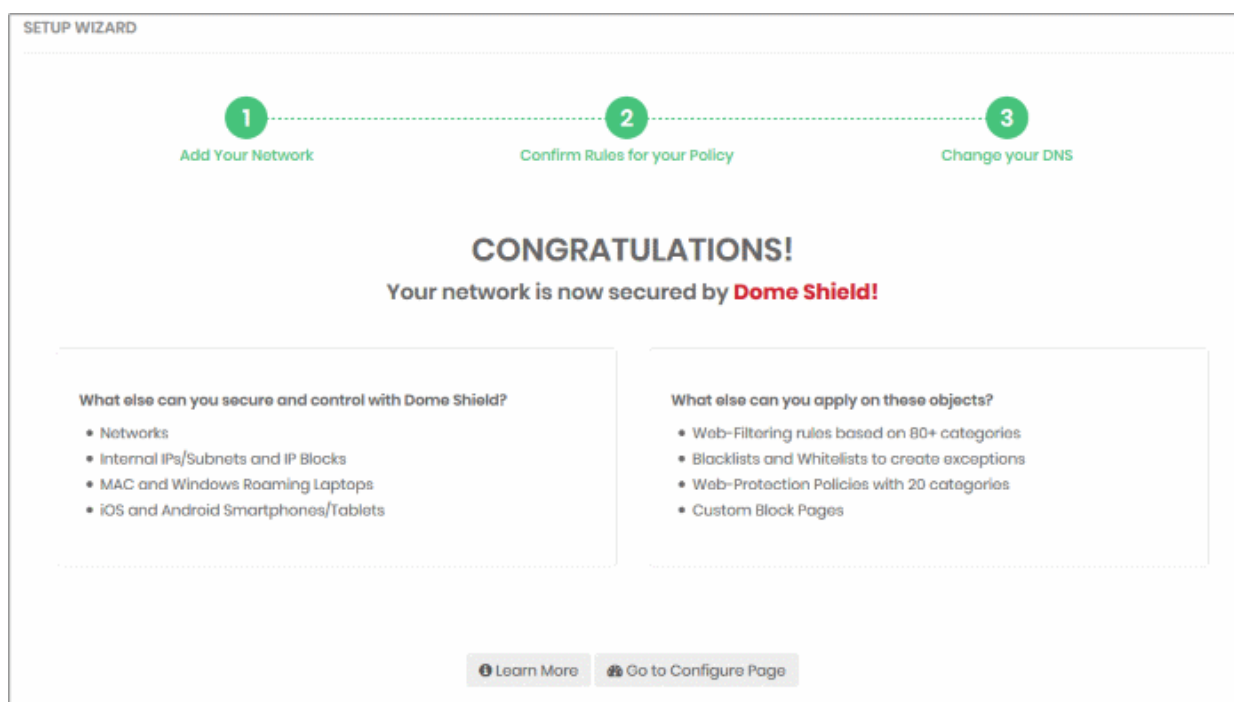 SETUP WIZARD
1
2
3
Add Your Network
Confirm Rules for your Policy
Change your DNS
CONGRATULATIONS!
Your network is now secured by Dome Shield!
What else can you secure and control with Dome Shield?
• Networks
• Internal IPs/Subnets and IP Blocks
• MAC and Windows Roaming Laptops
• iOS and Android Smartphones/Tablets
What else can you apply on these objects?
• Web-Filtering rules based on 80+ categories
• Blacklists and Whitelists to create exceptions
• Web-Protection Policies with 20 categories
• Custom Block Pages
Learn More
Go to Configure Page